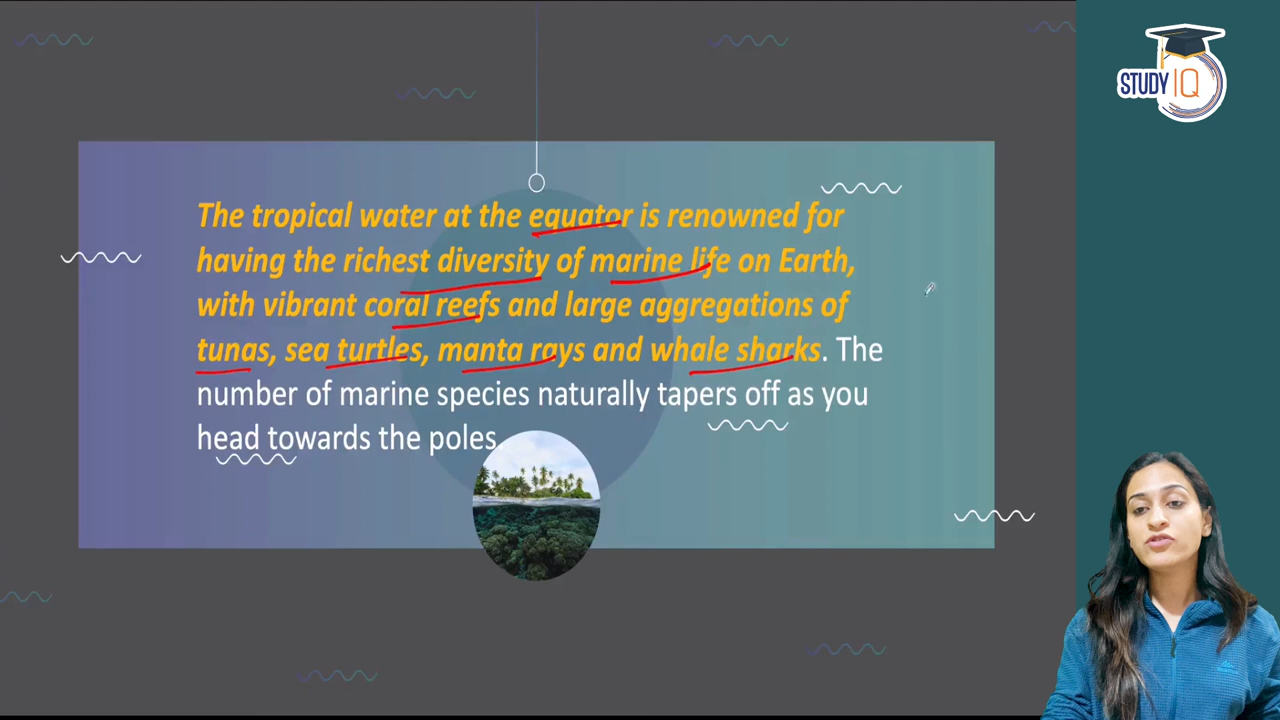 STUDY IQ
The tropical water at the equator is renowned for
having the richest diversity of marine life on Earth,
with vibrant coral reefs and large aggregations of
tunas, sea turtles, manta rays and whale sharks. The
number of marine species naturally tapers off as you
head towards the poles.